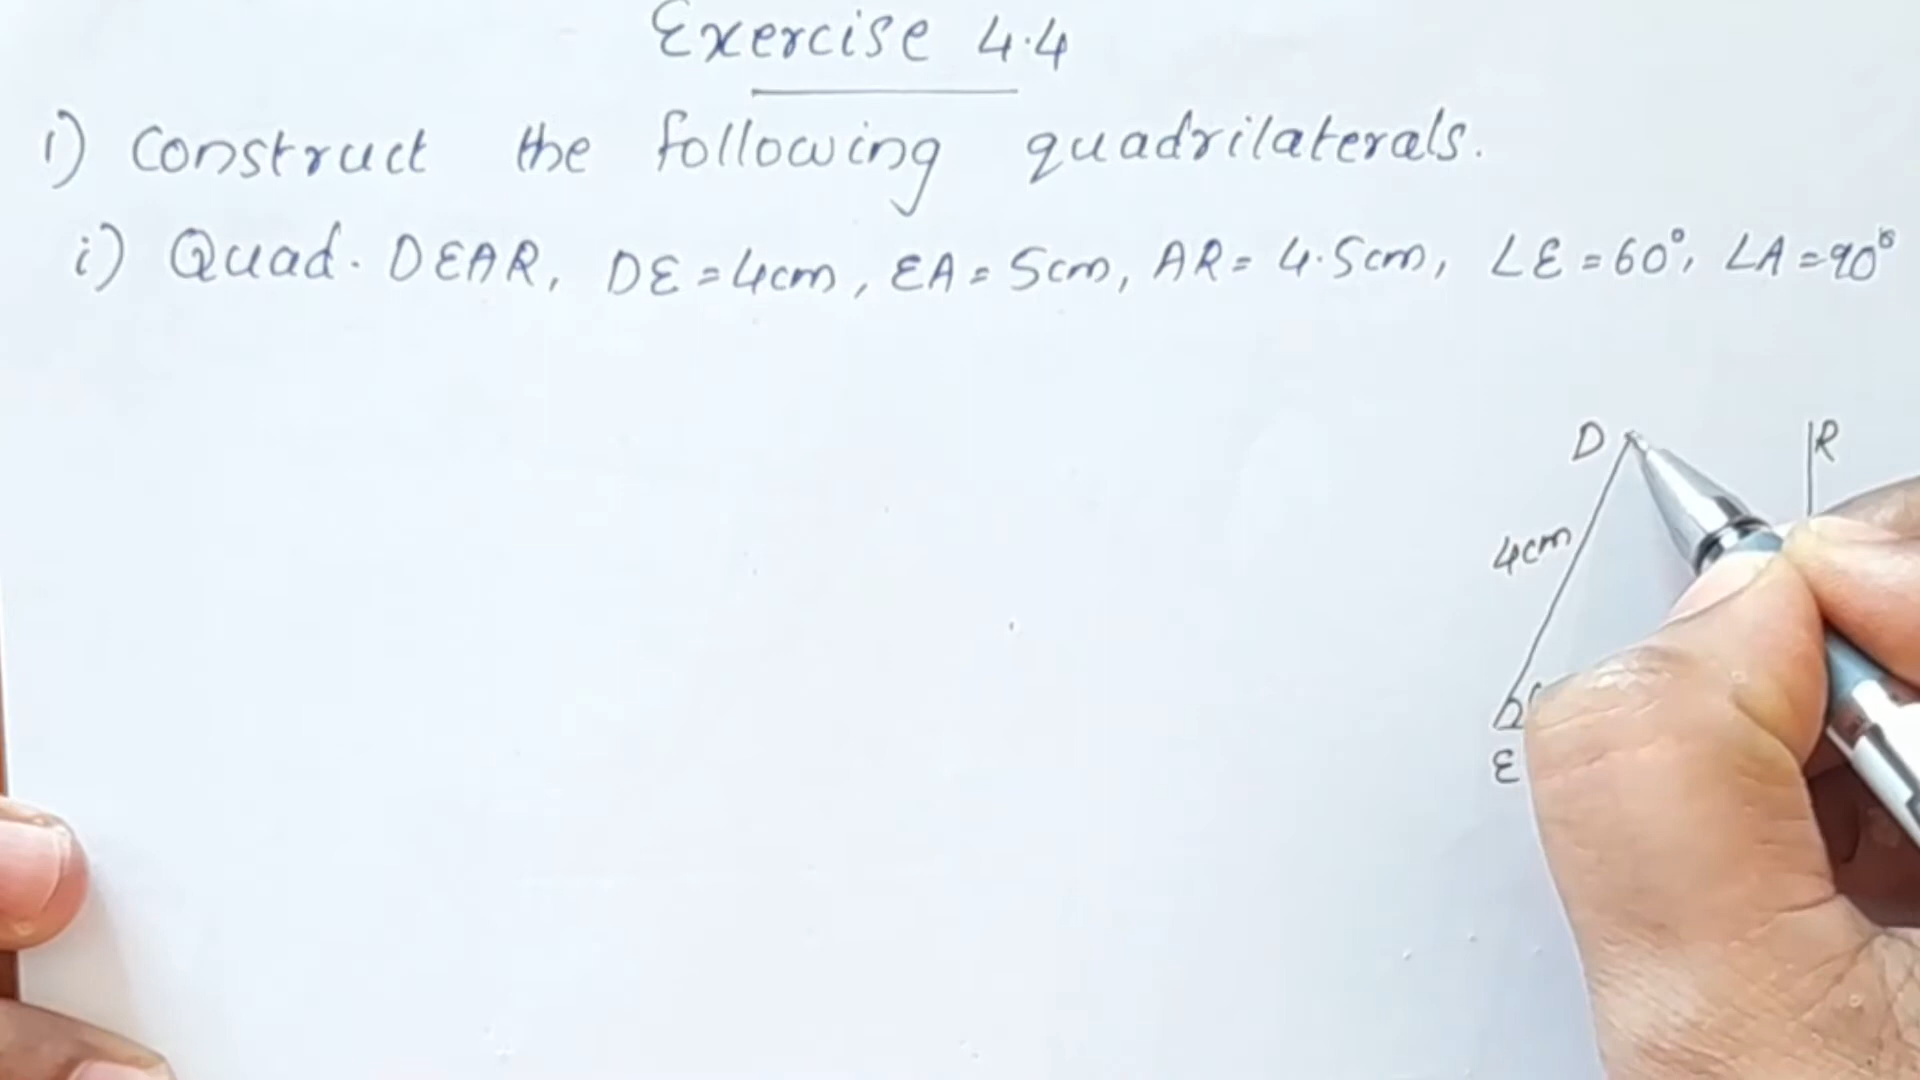 Exercise 4.4
1) Construct the following quadrilaterals.
i) Quad. DEAR, DE = 4cm, EA = 5cm, AR = 4.5cm, ∠E = 60°, ∠A = 90°
D R
4cm
E